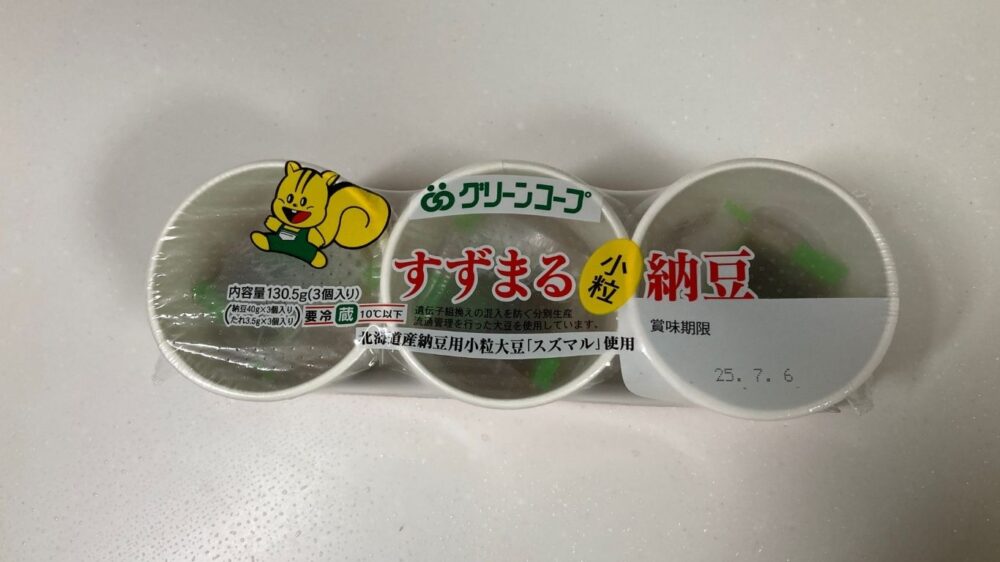 グリーンコープ
すずまる 小粒 納豆
内容量130.5g(3個入り)
(納豆40g×3個入り
たれ3.5g×3個入り)
要冷蔵 10℃以下
遺伝子組換えの混入を防ぐ分別生産
流通管理を行った大豆を使用しています。
北海道産納豆用小粒大豆「スズマル」使用
賞味期限
25.7.6